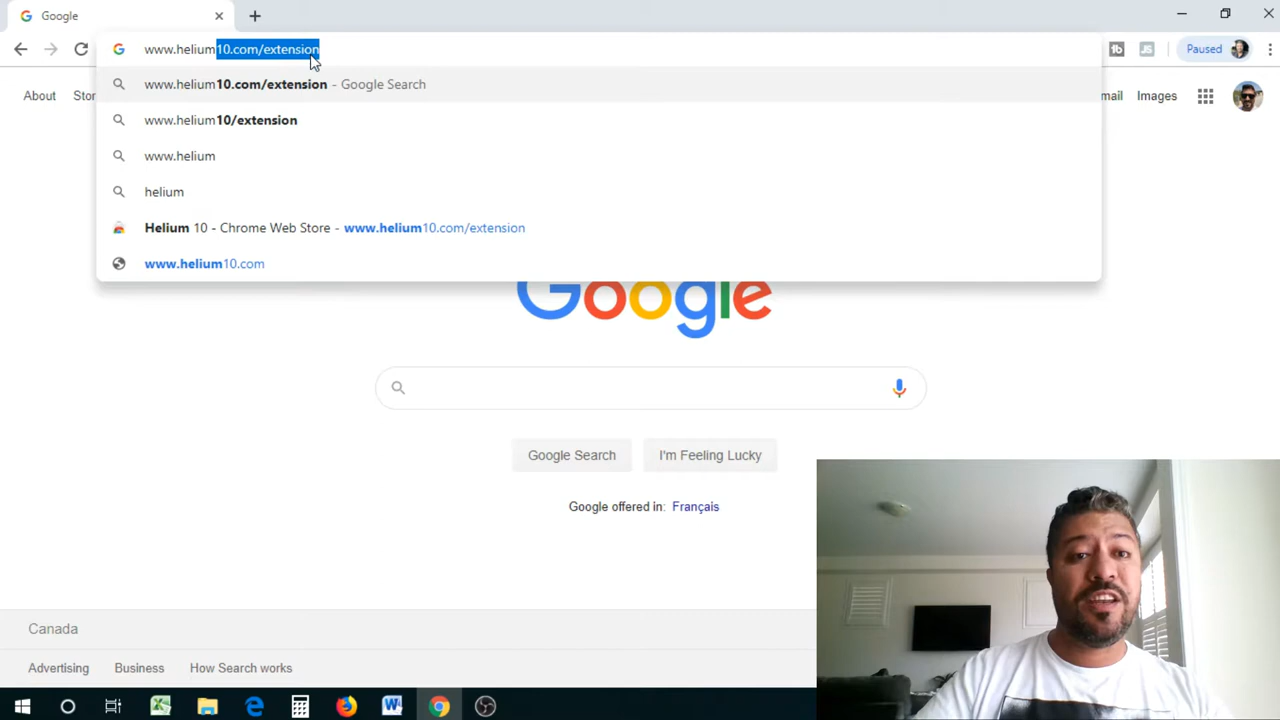 Google
www.helium10.com/extension
Paused
www.helium10.com/extension - Google Search
About
mail Images
www.helium10/extension
www.helium
helium
Helium 10 - Chrome Web Store - www.helium10.com/extension
www.helium10.com
Google
Google Search I'm Feeling Lucky
Google offered in: Français
Canada
Advertising Business How Search works